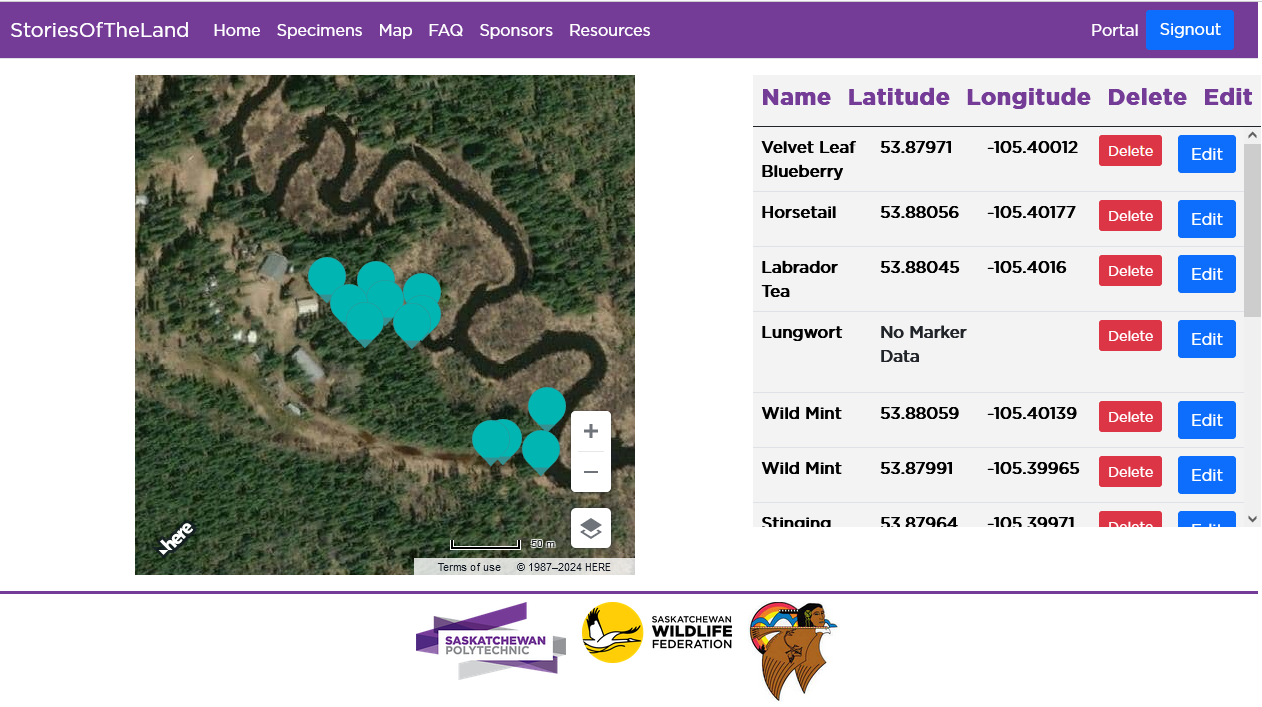 StoriesOfTheLand Home Specimens Map FAQ Sponsors Resources Portal Signout
Name Latitude Longitude Delete Edit
Velvet Leaf 53.87971 -105.40012 Delete Edit
Blueberry
Horsetail 53.88056 -105.40177 Delete Edit
Labrador 53.88045 -105.4016 Delete Edit
Tea
Lungwort No Marker Delete Edit
Data
Wild Mint 53.88059 -105.40139 Delete Edit
Wild Mint 53.87991 -105.39965 Delete Edit
Stinging 53.87964 -105.39971 Delete Edit
here
50 m
Terms of use © 1987–2024 HERE
SASKATCHEWAN
POLYTECHNIC
SASKATCHEWAN
WILDLIFE
FEDERATION